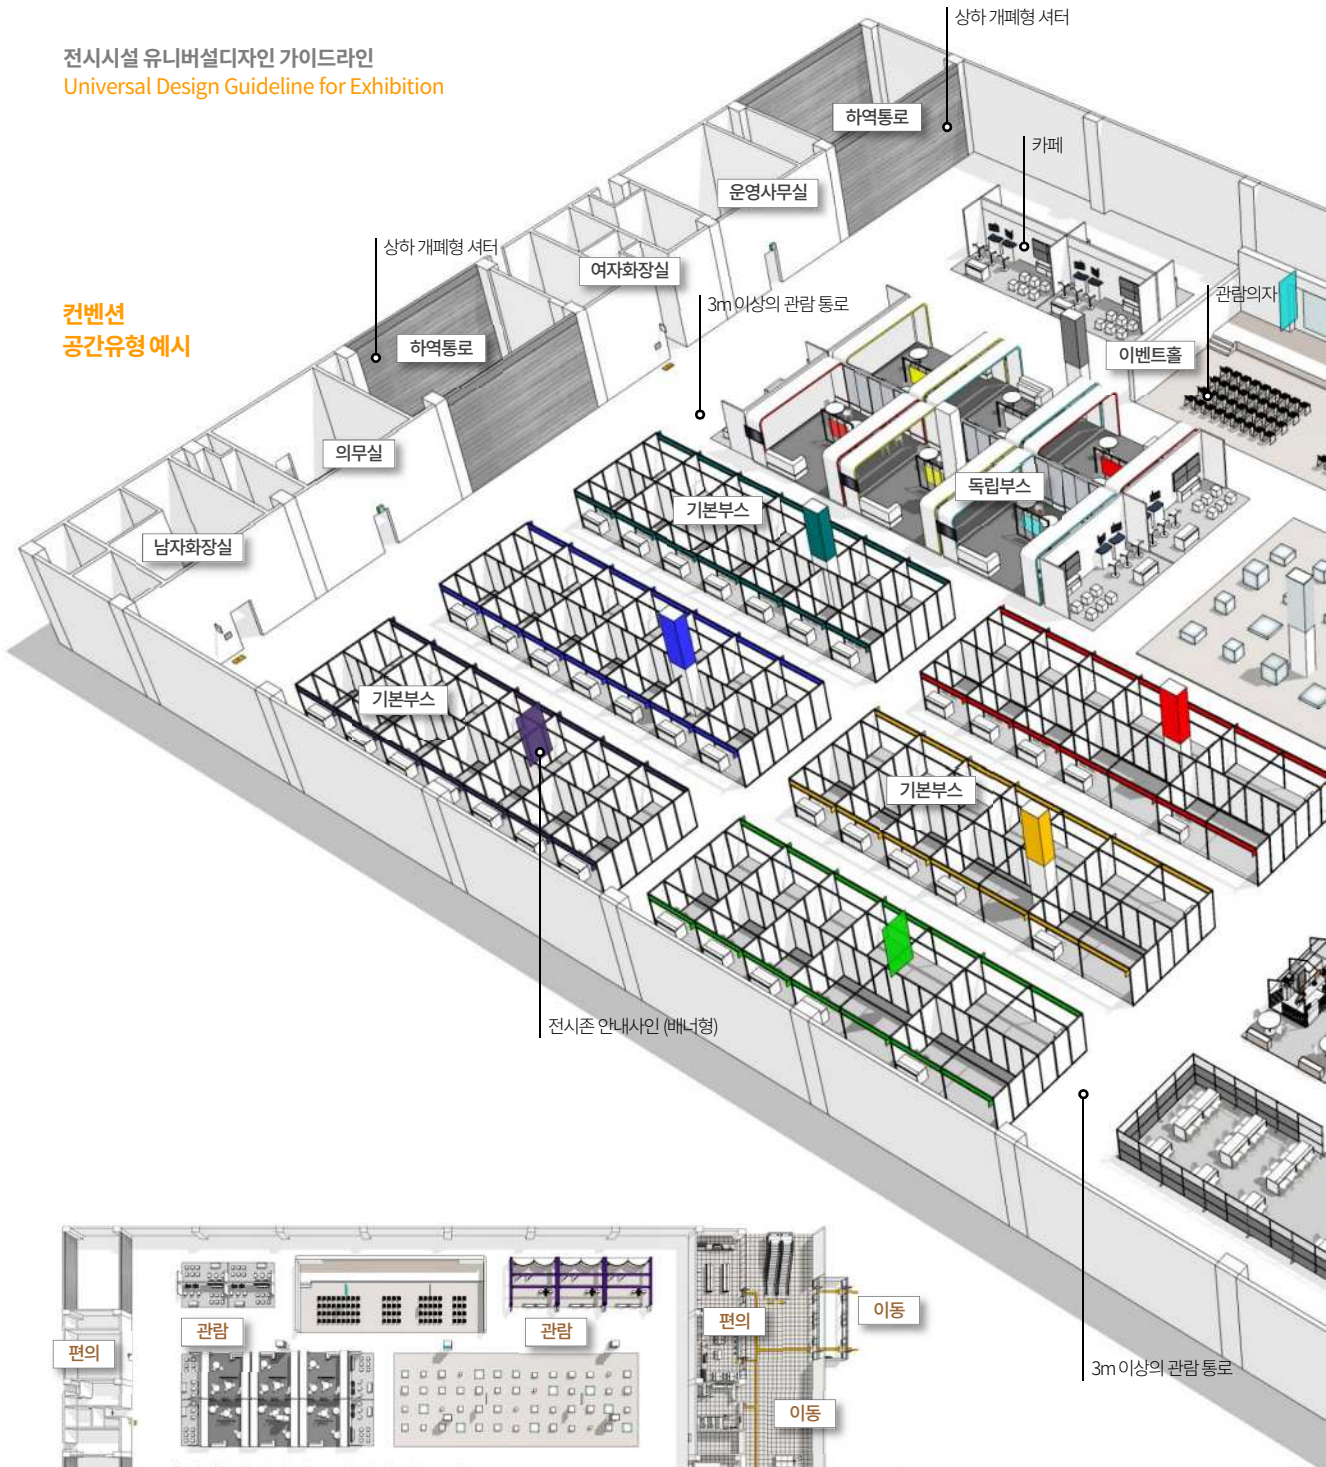 전시시설 유니버설디자인 가이드라인
Universal Design Guideline for Exhibition
컨벤션
공간유형 예시
상하 개폐형 셔터
하역통로
카페
운영사무실
상하 개폐형 셔터
여자화장실
3m 이상의 관람 통로
관람의자
하역통로
이벤트홀
의무실
독립부스
기본부스
남자화장실
기본부스
기본부스
전시존 안내사인 (배너형)
3m 이상의 관람 통로
편의
관람
관람
편의
이동
이동